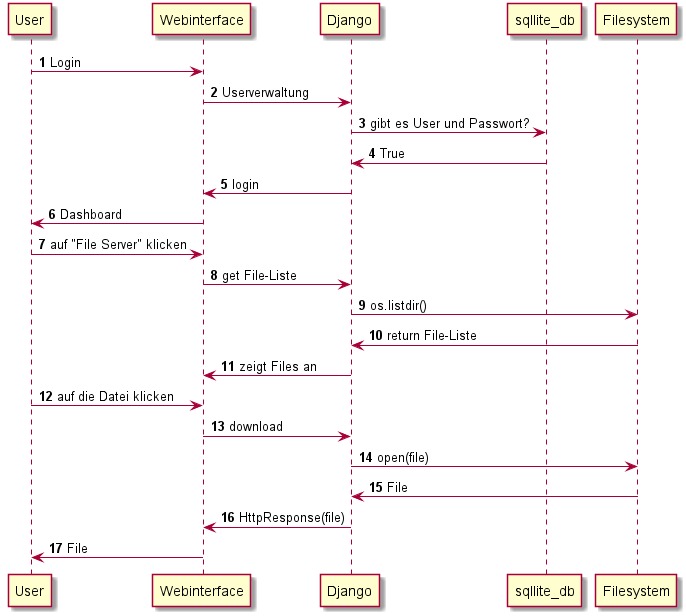 User Webinterface Django sqllite_db Filesystem
1 Login
2 Userverwaltung
3 gibt es User und Passwort?
4 True
5 login
6 Dashboard
7 auf "File Server" klicken
8 get File-Liste
9 os.listdir()
10 return File-Liste
11 zeigt Files an
12 auf die Datei klicken
13 download
14 open(file)
15 File
16 HttpResponse(file)
17 File
User Webinterface Django sqllite_db Filesystem